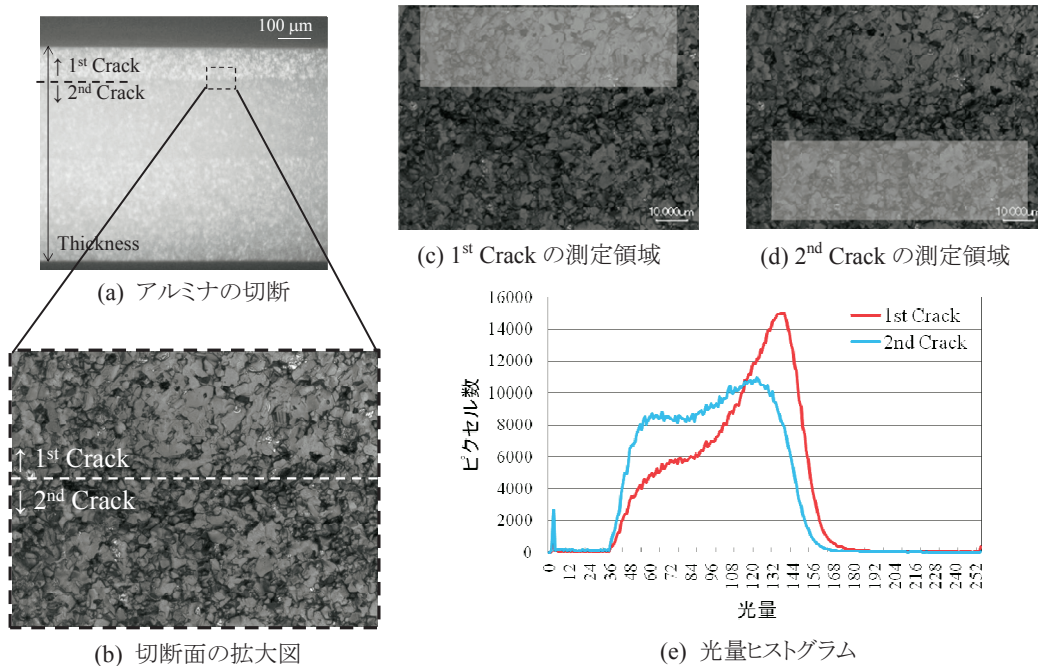 100 μm
↑ 1st Crack
↓ 2nd Crack
Thickness
(a) アルミナの切断
↑ 1st Crack
↓ 2nd Crack
(b) 切断面の拡大図
10.000μm
(c) 1st Crack の測定領域
10.000μm
(d) 2nd Crack の測定領域
16000
14000
12000
10000
8000
6000
4000
2000
0
ピクセル数
1st Crack
2nd Crack
0 12 24 36 48 60 72 84 96 108 120 132 144 156 168 180 192 204 216 228 240 252
光量
(e) 光量ヒストグラム